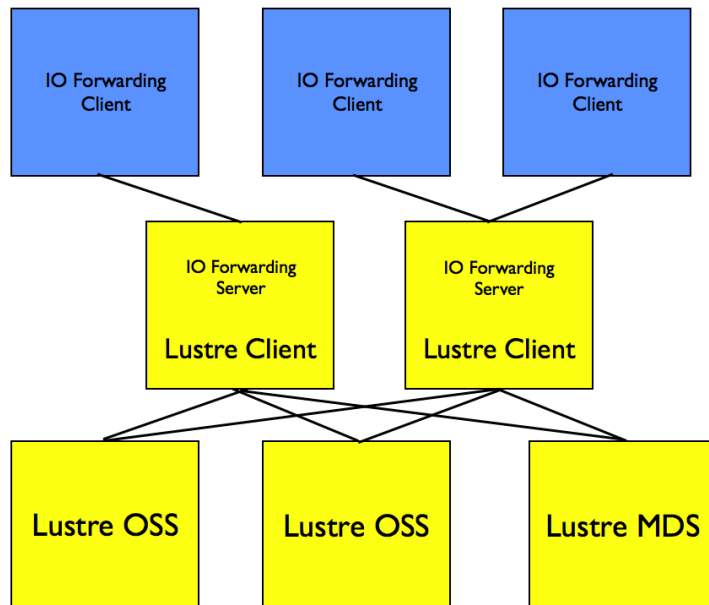 IO Forwarding
Client
IO Forwarding
Client
IO Forwarding
Client
IO Forwarding
Server
Lustre Client
IO Forwarding
Server
Lustre Client
Lustre OSS
Lustre OSS
Lustre MDS